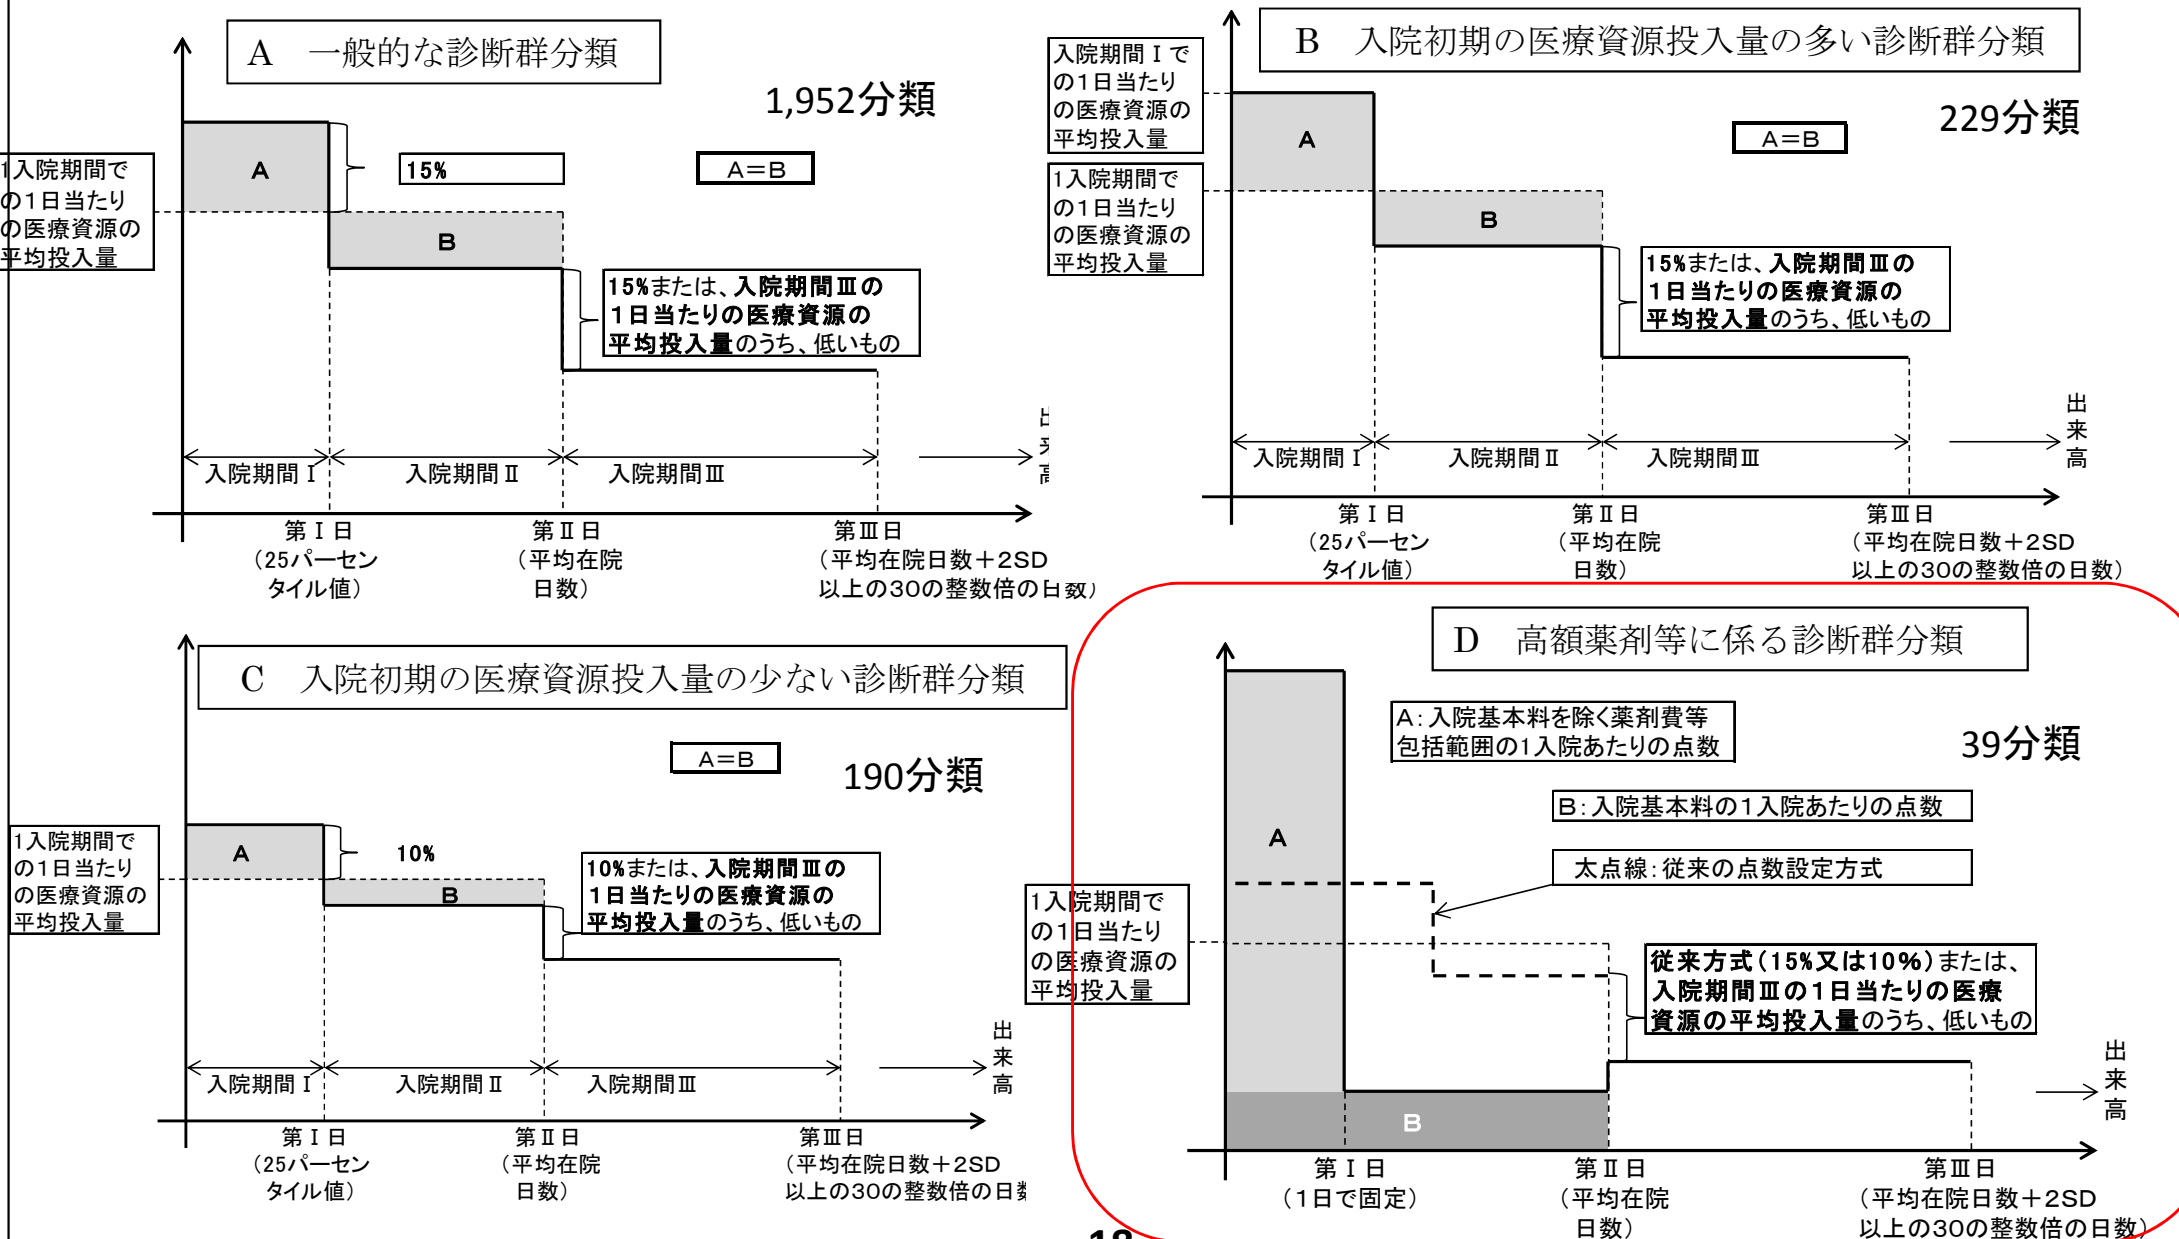 A　一般的な診断群分類
1,952分類
1入院期間で
の1日当たり
の医療資源の
平均投入量
A
15%
A＝B
B
15%または、入院期間Ⅲの
1日当たりの医療資源の
平均投入量のうち、低いもの
出
来
高
入院期間Ⅰ
入院期間Ⅱ
入院期間Ⅲ
第Ⅰ日
（25パーセン
タイル値）
第Ⅱ日
（平均在院
日数）
第Ⅲ日
（平均在院日数＋2SD
以上の30の整数倍の日数）
B　入院初期の医療資源投入量の多い診断群分類
229分類
入院期間Ⅰで
の1日当たり
の医療資源の
平均投入量
1入院期間で
の1日当たり
の医療資源の
平均投入量
A
A＝B
B
15%または、入院期間Ⅲの
1日当たりの医療資源の
平均投入量のうち、低いもの
出
来
高
入院期間Ⅰ
入院期間Ⅱ
入院期間Ⅲ
第Ⅰ日
（25パーセン
タイル値）
第Ⅱ日
（平均在院
日数）
第Ⅲ日
（平均在院日数＋2SD
以上の30の整数倍の日数）
C　入院初期の医療資源投入量の少ない診断群分類
A＝B
190分類
1入院期間で
の1日当たり
の医療資源の
平均投入量
A
10%
B
10%または、入院期間Ⅲの
1日当たりの医療資源の
平均投入量のうち、低いもの
出
来
高
入院期間Ⅰ
入院期間Ⅱ
入院期間Ⅲ
第Ⅰ日
（25パーセン
タイル値）
第Ⅱ日
（平均在院
日数）
第Ⅲ日
（平均在院日数＋2SD
以上の30の整数倍の日数
D　高額薬剤等に係る診断群分類
A：入院基本料を除く薬剤費等
包括範囲の1入院あたりの点数
39分類
B：入院基本料の1入院あたりの点数
太点線：従来の点数設定方式
A
1入院期間で
の1日当たり
の医療資源の
平均投入量
従来方式（15%又は10%）または、
入院期間Ⅲの1日当たりの医療
資源の平均投入量のうち、低いもの
出
来
高
B
第Ⅰ日
（1日で固定）
第Ⅱ日
（平均在院
日数）
第Ⅲ日
（平均在院日数＋2SD
以上の30の整数倍の日数）